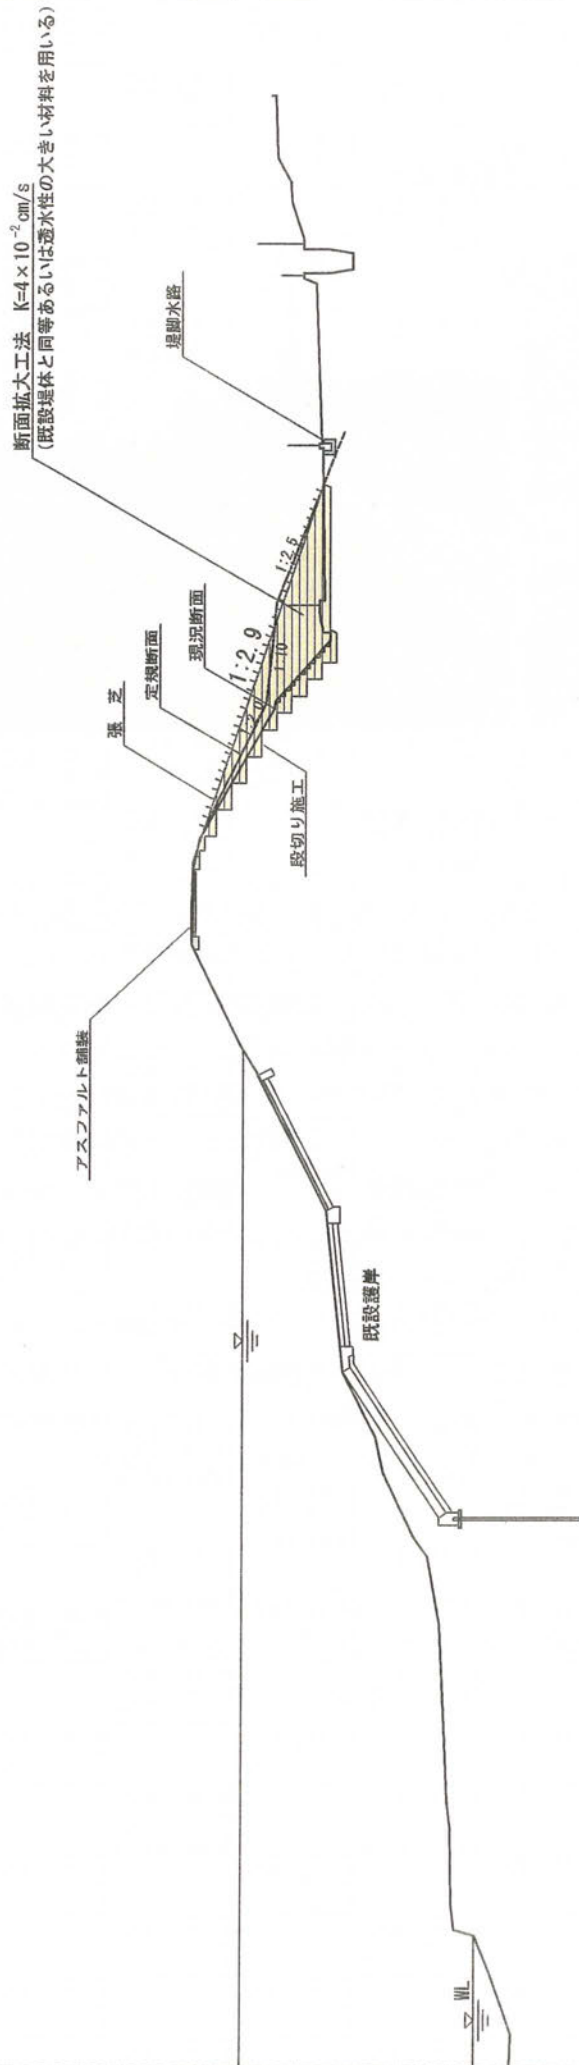 断面拡大工法 K=4×10⁻²cm/s
(既設堤体と同等あるいは透水性の大きい材料を用いる)
堤脚水路
張 芝
定規断面
現況断面
1:2.9
1:2.5
1:2.0
段切り施工
アスファルト舗装
既設護岸
WL